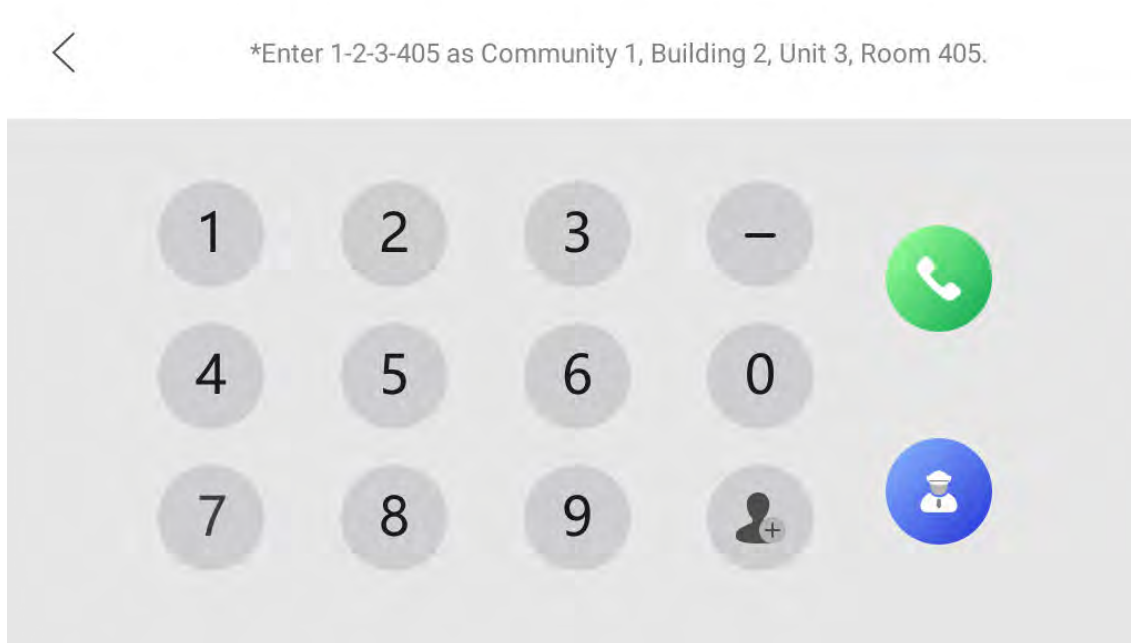 *Enter 1-2-3-405 as Community 1, Building 2, Unit 3, Room 405.
1 2 3 –
4 5 6 0
7 8 9